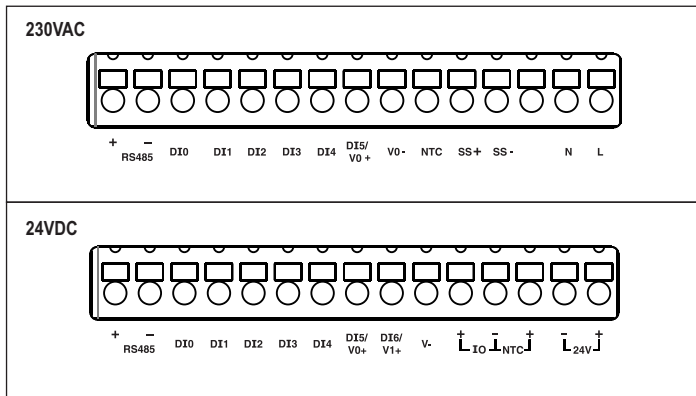 230VAC
+ −
RS485 DI0 DI1 DI2 DI3 DI4 DI5/ V0 + V0 - NTC SS+ SS - N L
24VDC
+ −
RS485 DI0 DI1 DI2 DI3 DI4 DI5/ V0+ DI6/ V1+ V- + IO − NTC + − 24V +